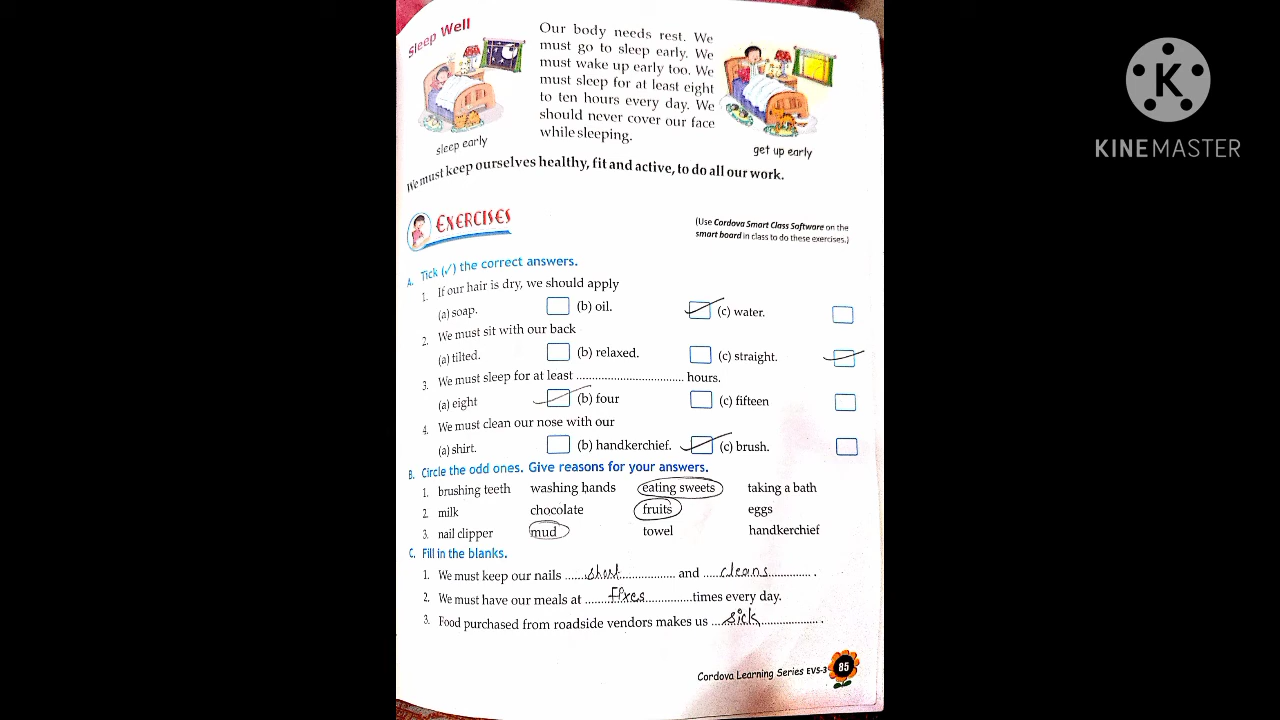 Sleep Well
Our body needs rest. We
must go to sleep early. We
must wake up early too. We
must sleep for at least eight
to ten hours every day. We
should never cover our face
while sleeping.
sleep early
get up early
We must keep ourselves healthy, fit and active, to do all our work.
EXERCISES
(Use Cordova Smart Class Software on the
smart board in class to do these exercises.)
A. Tick (✓) the correct answers.
1. If our hair is dry, we should apply
(a) soap. (b) oil. (c) water.
2. We must sit with our back
(a) tilted. (b) relaxed. (c) straight.
3. We must sleep for at least ................................ hours.
(a) eight (b) four (c) fifteen
4. We must clean our nose with our
(a) shirt. (b) handkerchief. (c) brush.
B. Circle the odd ones. Give reasons for your answers.
1. brushing teeth washing hands eating sweets taking a bath
2. milk chocolate fruits eggs
3. nail clipper mud towel handkerchief
C. Fill in the blanks.
1. We must keep our nails ......short................ and .....cleans.............. .
2. We must have our meals at .......fixes..............times every day.
3. Food purchased from roadside vendors makes us ...sick................. .
Cordova Learning Series EVS-3 85
K
KINEMASTER